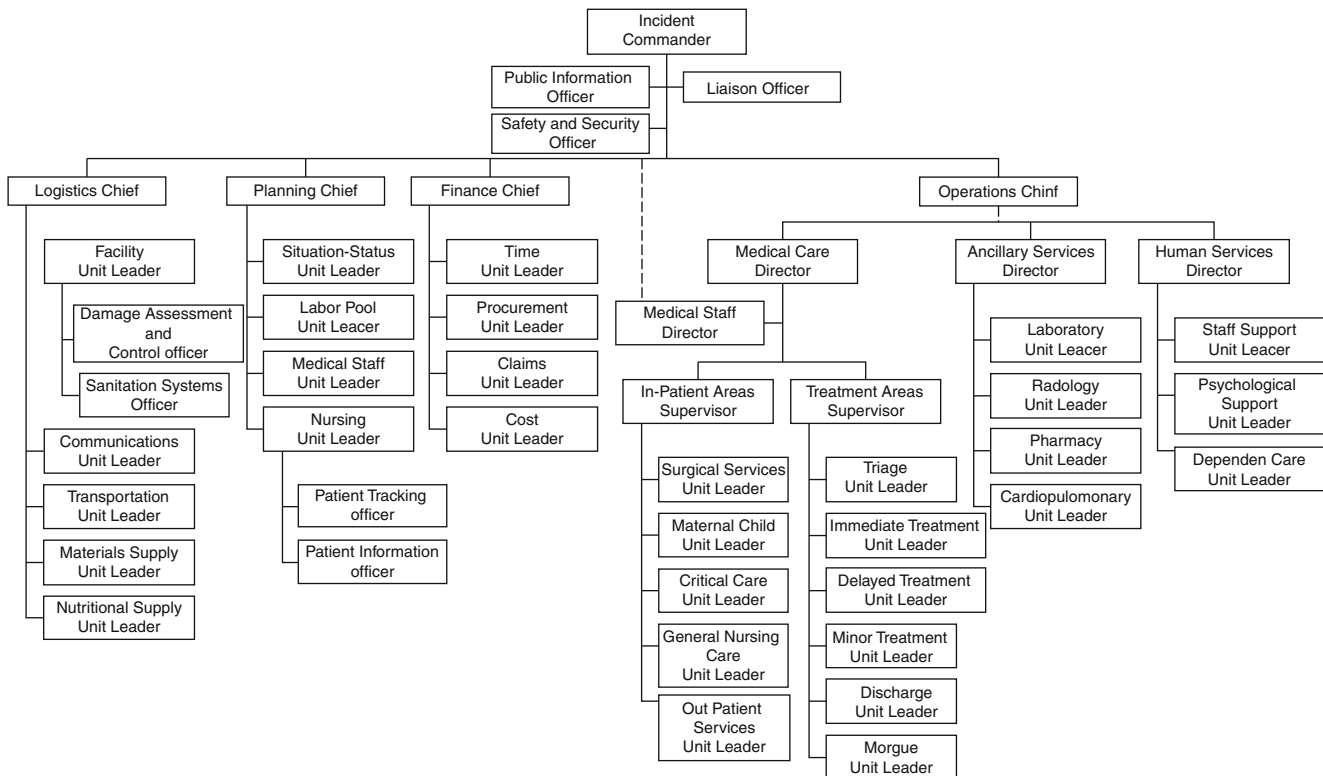 Incident
Commander
Public Information
Officer
Liaison Officer
Safety and Security
Officer
Logistics Chief
Planning Chief
Finance Chief
Operations Chinf
Facility
Unit Leader
Situation-Status
Unit Leader
Time
Unit Leader
Medical Care
Director
Ancillary Services
Director
Human Services
Director
Damage Assessment
and
Control officer
Labor Pool
Unit Leacer
Procurement
Unit Leader
Medical Staff
Director
Laboratory
Unit Leacer
Staff Support
Unit Leacer
Sanitation Systems
Officer
Medical Staff
Unit Leader
Claims
Unit Leader
In-Patient Areas
Supervisor
Treatment Areas
Supervisor
Radology
Unit Leader
Psychological
Support
Unit Leader
Communications
Unit Leader
Nursing
Unit Leader
Cost
Unit Leader
Surgical Services
Unit Leader
Triage
Unit Leader
Pharmacy
Unit Leader
Dependen Care
Unit Leader
Transportation
Unit Leader
Patient Tracking
officer
Maternal Child
Unit Leader
Immediate Treatment
Unit Leader
Cardiopulomonary
Unit Leader
Materials Supply
Unit Leader
Patient Information
officer
Critical Care
Unit Leader
Delayed Treatment
Unit Leader
Nutritional Supply
Unit Leader
General Nursing
Care
Unit Leader
Minor Treatment
Unit Leader
Out Patient
Services
Unit Leader
Discharge
Unit Leader
Morgue
Unit Leader